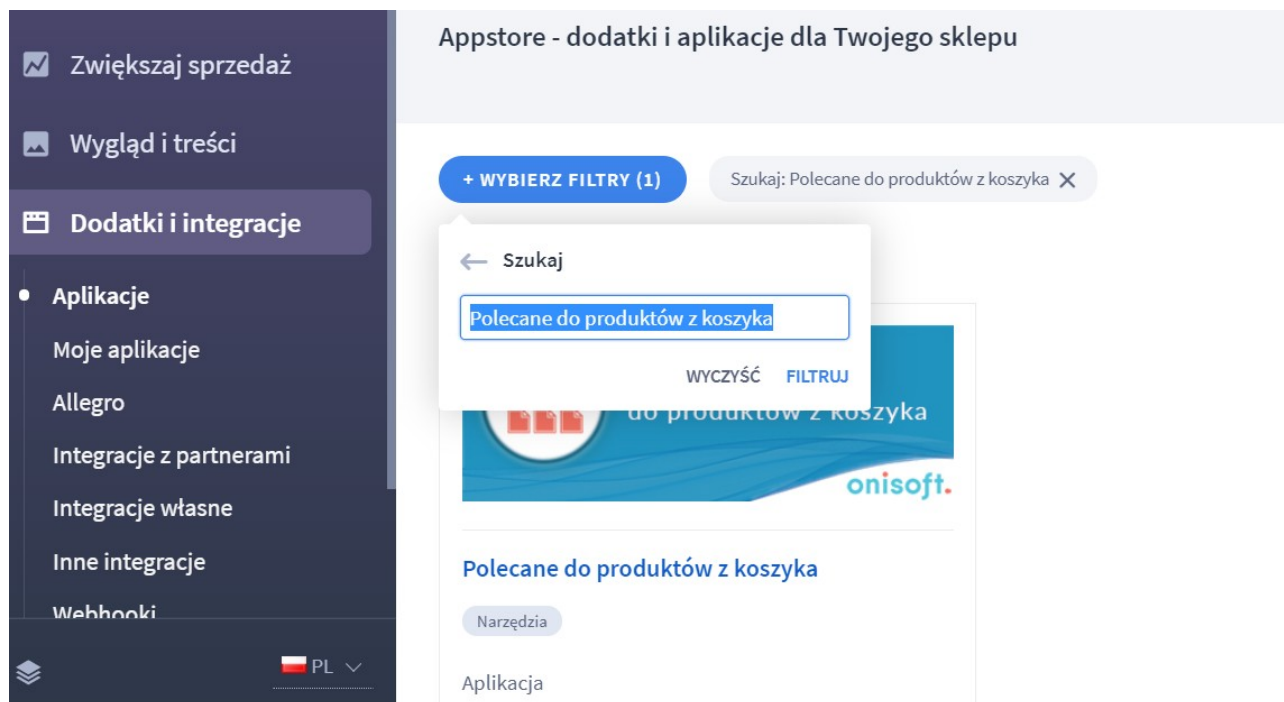 Zwiększaj sprzedaż
Wygląd i treści
Dodatki i integracje
Aplikacje
Moje aplikacje
Allegro
Integracje z partnerami
Integracje własne
Inne integracje
Webhooki
PL
Appstore - dodatki i aplikacje dla Twojego sklepu
+ WYBIERZ FILTRY (1)
Szukaj: Polecane do produktów z koszyka
Szukaj
Polecane do produktów z koszyka
WYCZYŚĆ FILTRUJ
do produktów z koszyka
onisoft.
Polecane do produktów z koszyka
Narzędzia
Aplikacja